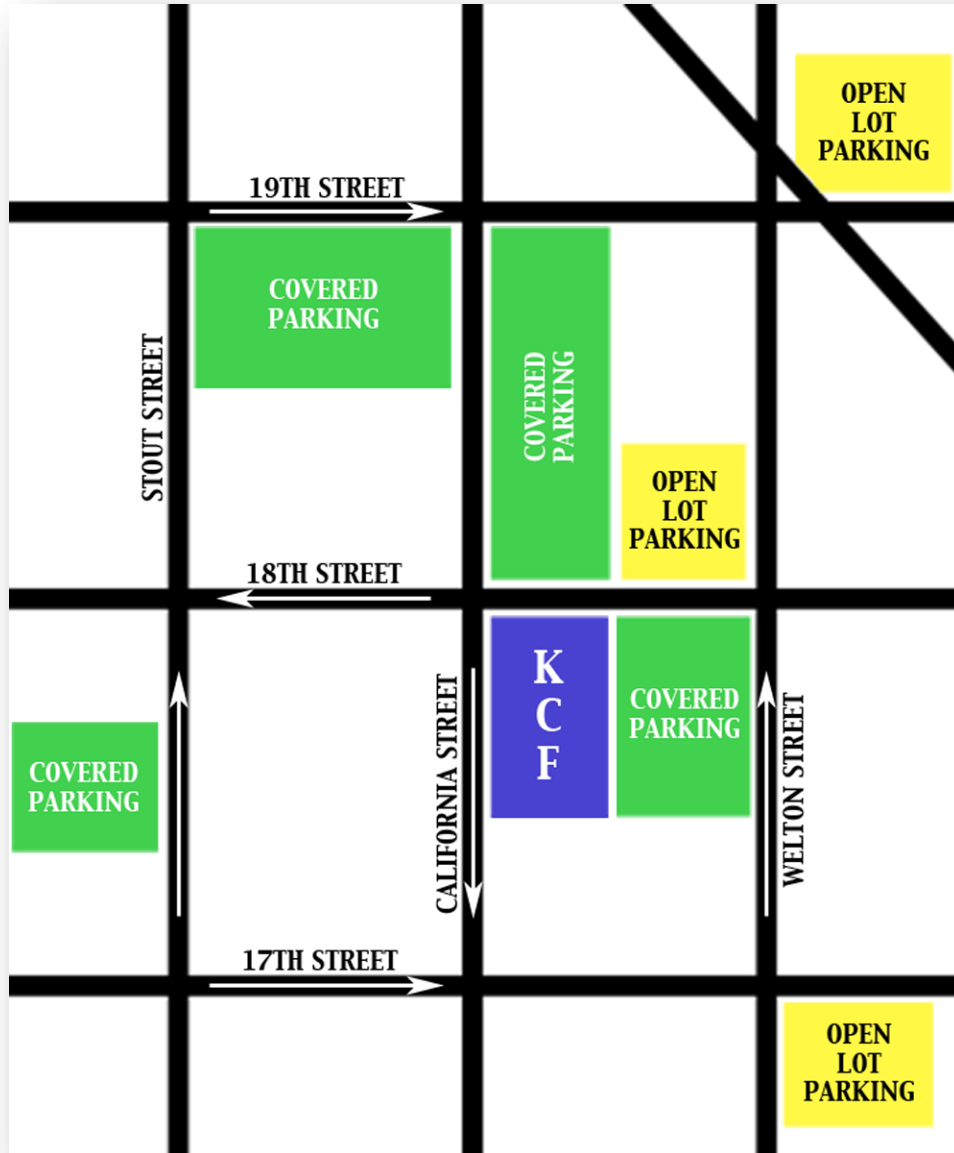 OPEN
LOT
PARKING
19TH STREET
COVERED
PARKING
COVERED
PARKING
STOUT STREET
OPEN
LOT
PARKING
18TH STREET
K
C
F
COVERED
PARKING
CALIFORNIA STREET
WELTON STREET
COVERED
PARKING
17TH STREET
OPEN
LOT
PARKING